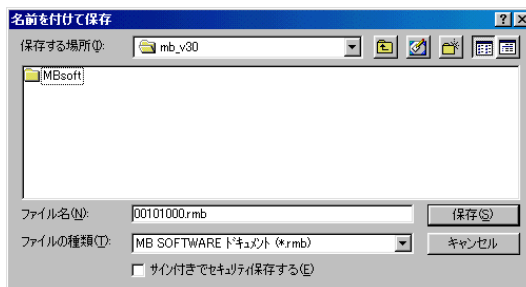 名前を付けて保存
保存する場所(I): mb_v30
MBsoft
ファイル名(N): 00101000.rmb 保存(S)
ファイルの種類(T): MB SOFTWARE ドキュメント (*.rmb) キャンセル
サイン付きでセキュリティ保存する(E)